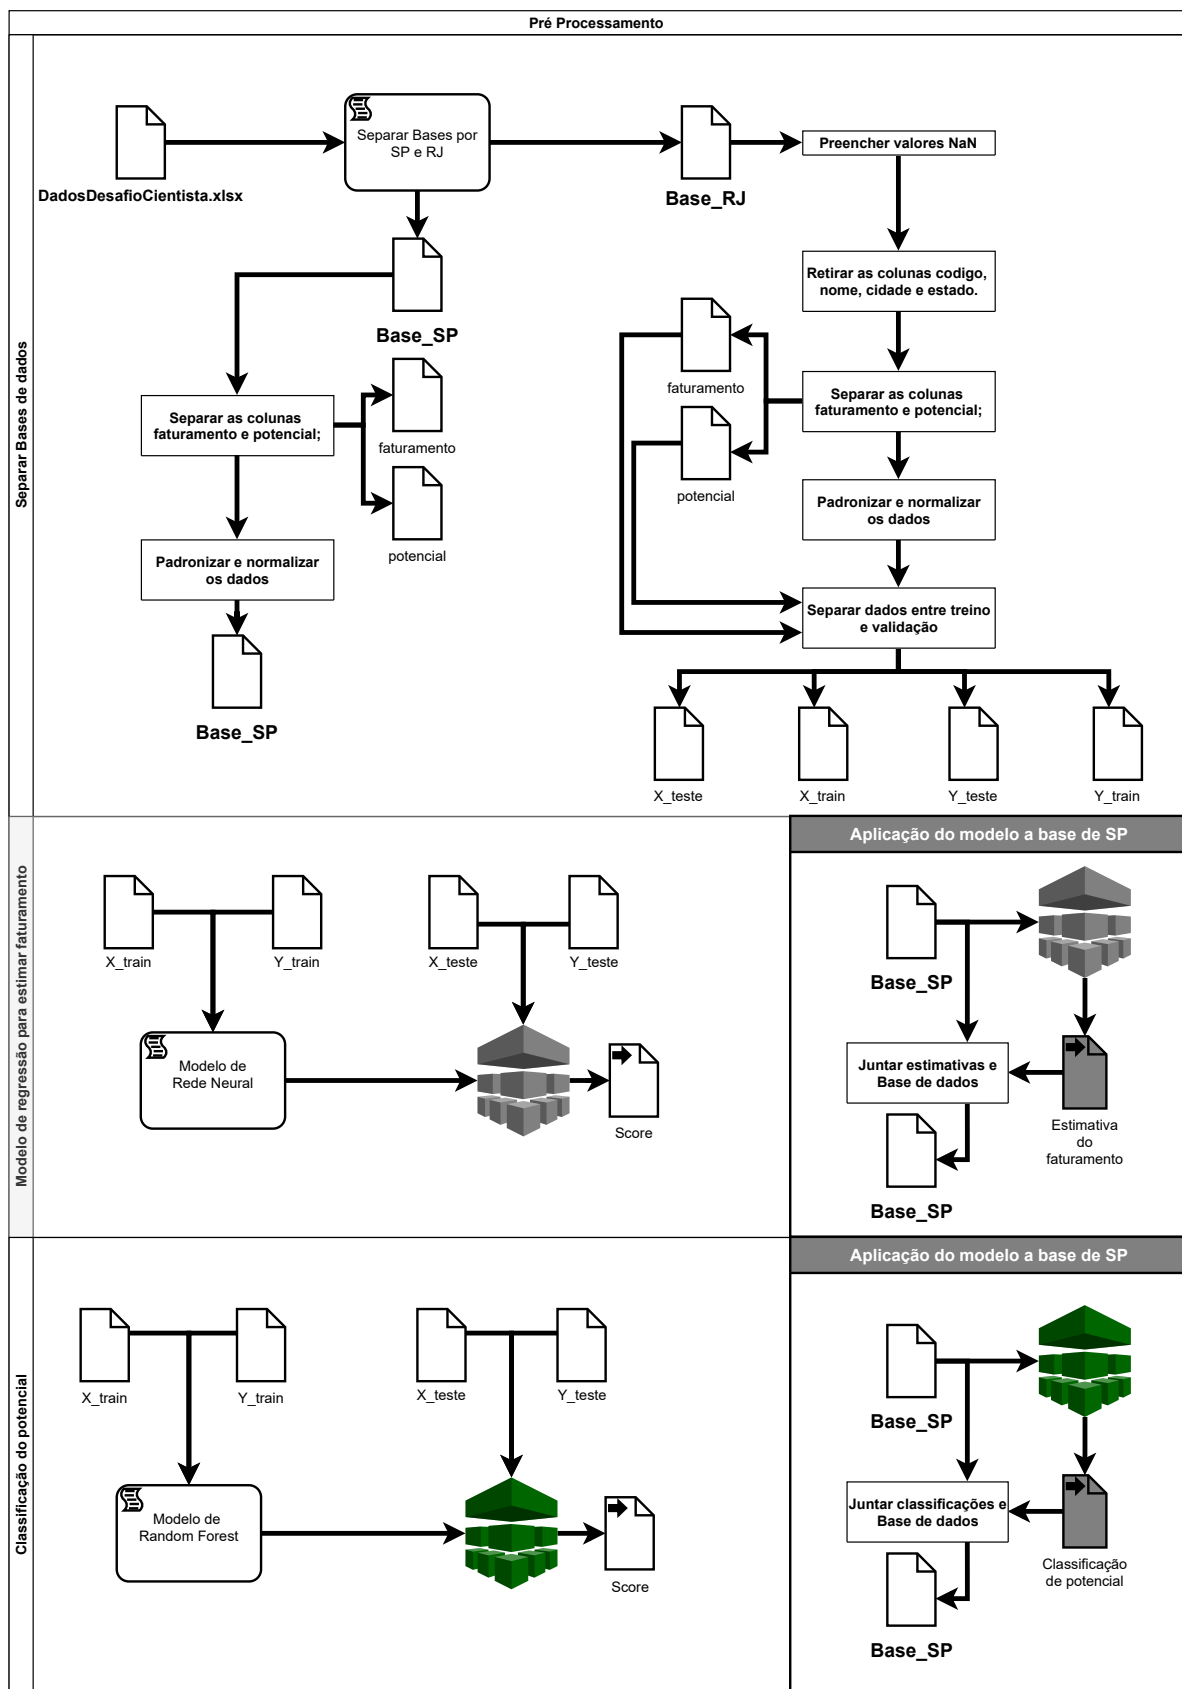 Pré Processamento
Separar Bases de dados
Separar Bases por
SP e RJ
Preencher valores NaN
DadosDesafioCientista.xlsx
Base_RJ
Retirar as colunas codigo,
nome, cidade e estado.
Base_SP
faturamento
Separar as colunas
faturamento e potencial;
Separar as colunas
faturamento e potencial;
faturamento
potencial
Padronizar e normalizar
os dados
potencial
Padronizar e normalizar
os dados
Separar dados entre treino
e validação
Base_SP
X_teste
X_train
Y_teste
Y_train
Modelo de regressão para estimar faturamento
X_train
Y_train
X_teste
Y_teste
Modelo de
Rede Neural
Score
Aplicação do modelo a base de SP
Base_SP
Juntar estimativas e
Base de dados
Estimativa
do
faturamento
Base_SP
Classificação do potencial
X_train
Y_train
X_teste
Y_teste
Modelo de
Random Forest
Score
Aplicação do modelo a base de SP
Base_SP
Juntar classificações e
Base de dados
Classificação
de potencial
Base_SP